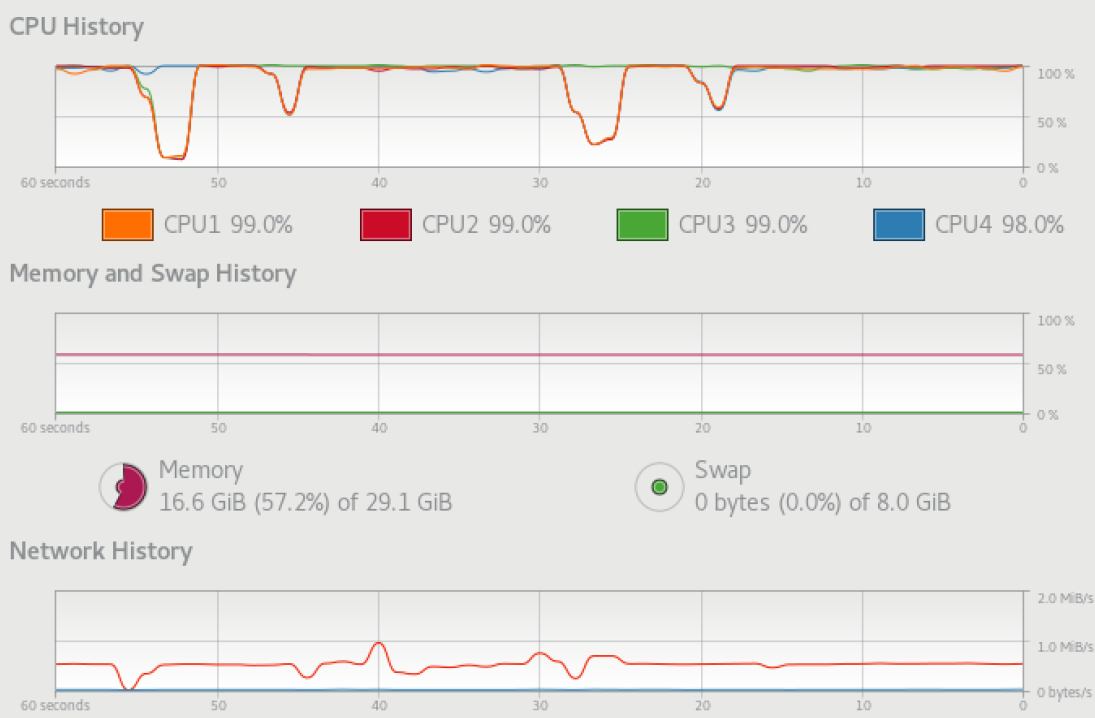 CPU History
100 %
50 %
0 %
60 seconds 50 40 30 20 10 0
CPU1 99.0% CPU2 99.0% CPU3 99.0% CPU4 98.0%
Memory and Swap History
100 %
50 %
0 %
60 seconds 50 40 30 20 10 0
Memory Swap
16.6 GiB (57.2%) of 29.1 GiB 0 bytes (0.0%) of 8.0 GiB
Network History
2.0 MiB/s
1.0 MiB/s
0 bytes/s
60 seconds 50 40 30 20 10 0